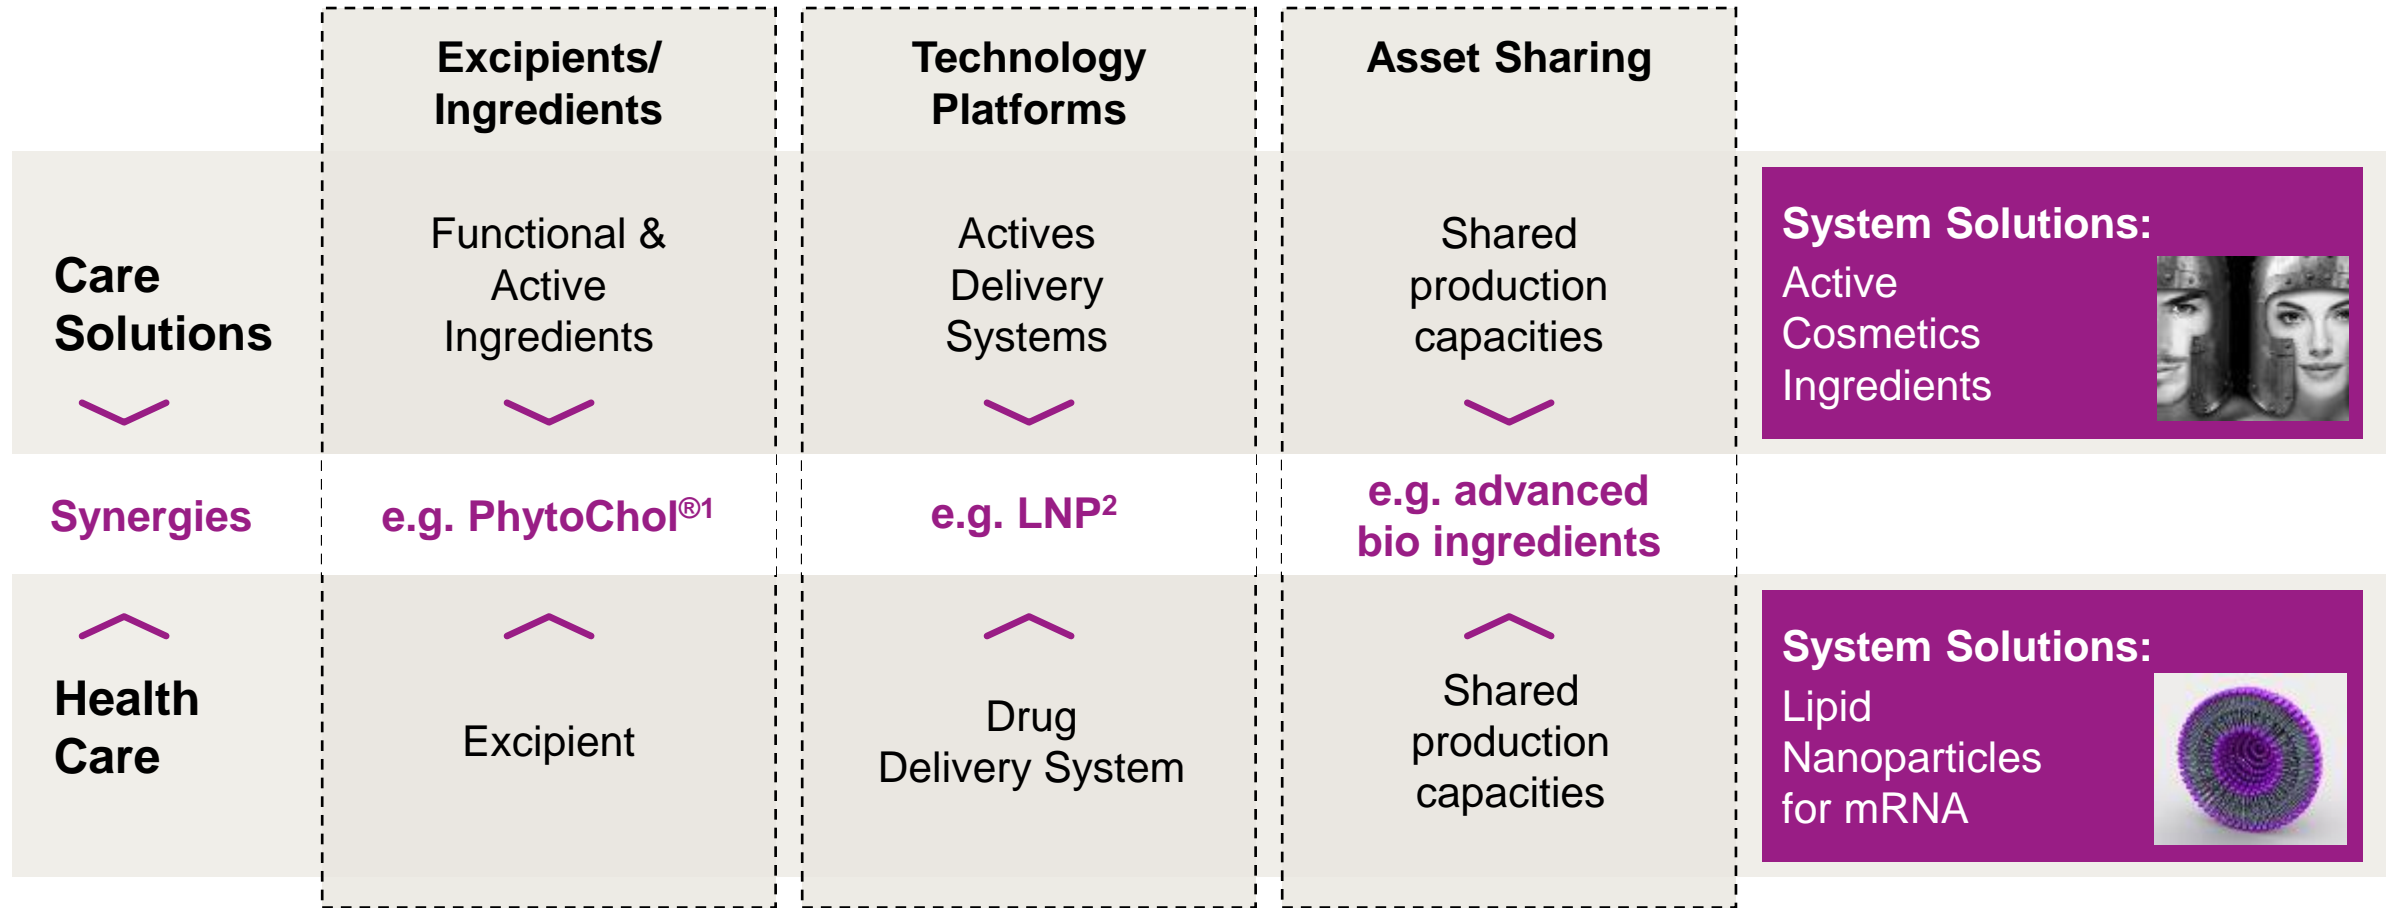 Excipients/
Ingredients
Technology
Platforms
Asset Sharing
Care
Solutions
Functional &
Active
Ingredients
Actives
Delivery
Systems
Shared
production
capacities
System Solutions:
Active
Cosmetics
Ingredients
Synergies
e.g. PhytoChol®1
e.g. LNP2
e.g. advanced
bio ingredients
Health
Care
Excipient
Drug
Delivery System
Shared
production
capacities
System Solutions:
Lipid
Nanoparticles
for mRNA